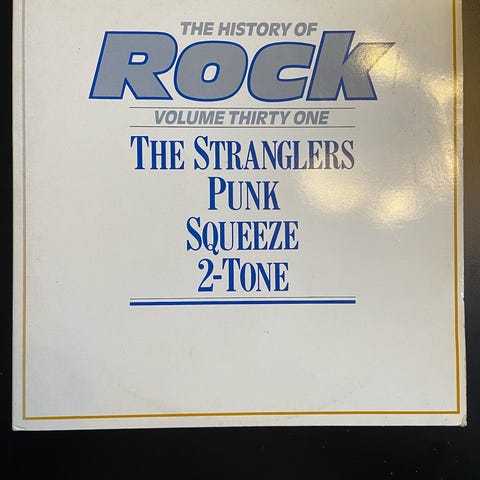 THE HISTORY OF
ROCK
VOLUME THIRTY ONE
THE STRANGLERS
PUNK
SQUEEZE
2-TONE